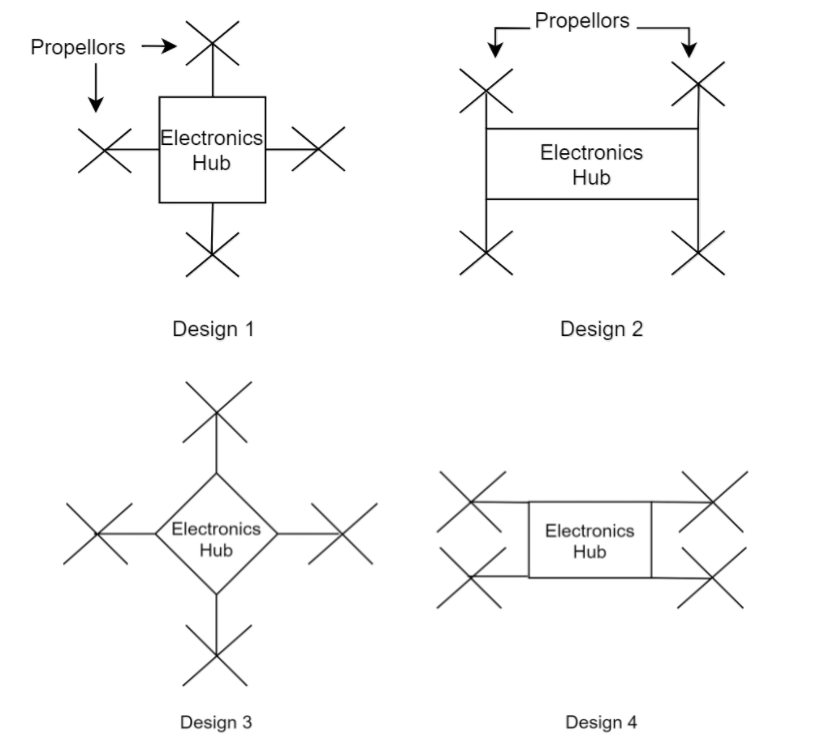 Propellors
Propellors
Electronics
Hub
Electronics
Hub
Design 1
Design 2
Electronics
Hub
Electronics
Hub
Design 3
Design 4